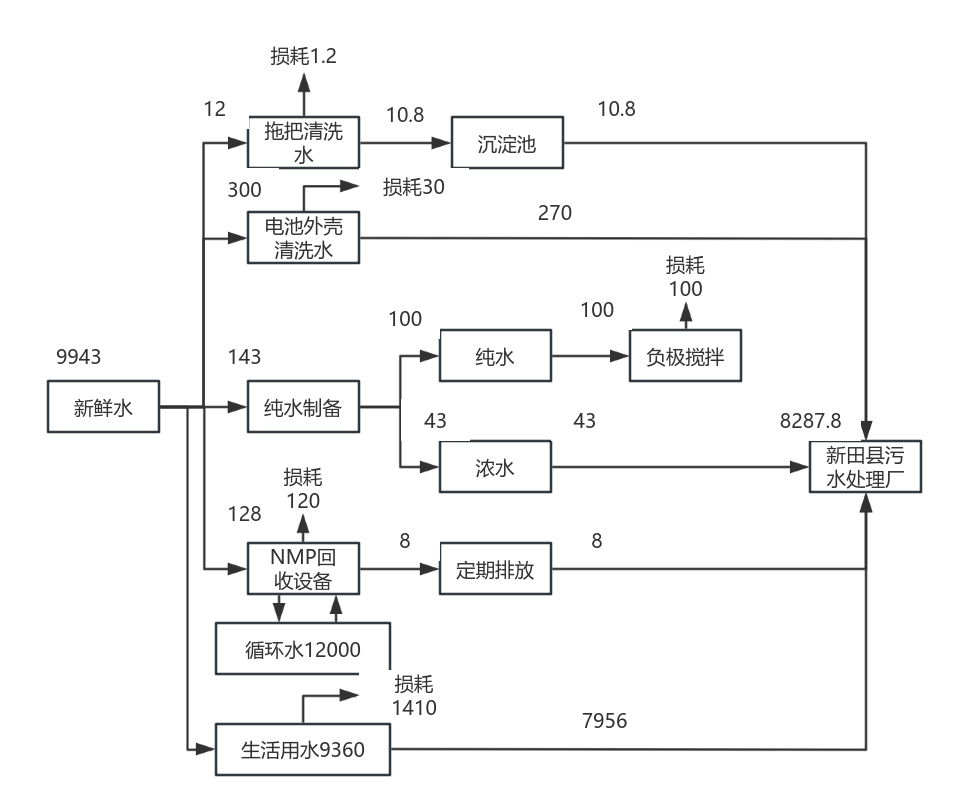 损耗1.2
12
拖把清洗
水
10.8
沉淀池
10.8
300
损耗30
电池外壳
清洗水
270
损耗
100
9943
新鲜水
143
纯水制备
100
纯水
100
负极搅拌
43
浓水
43
8287.8
新田县污
水处理厂
损耗
120
128
NMP回
收设备
8
定期排放
8
循环水12000
损耗
1410
生活用水9360
7956